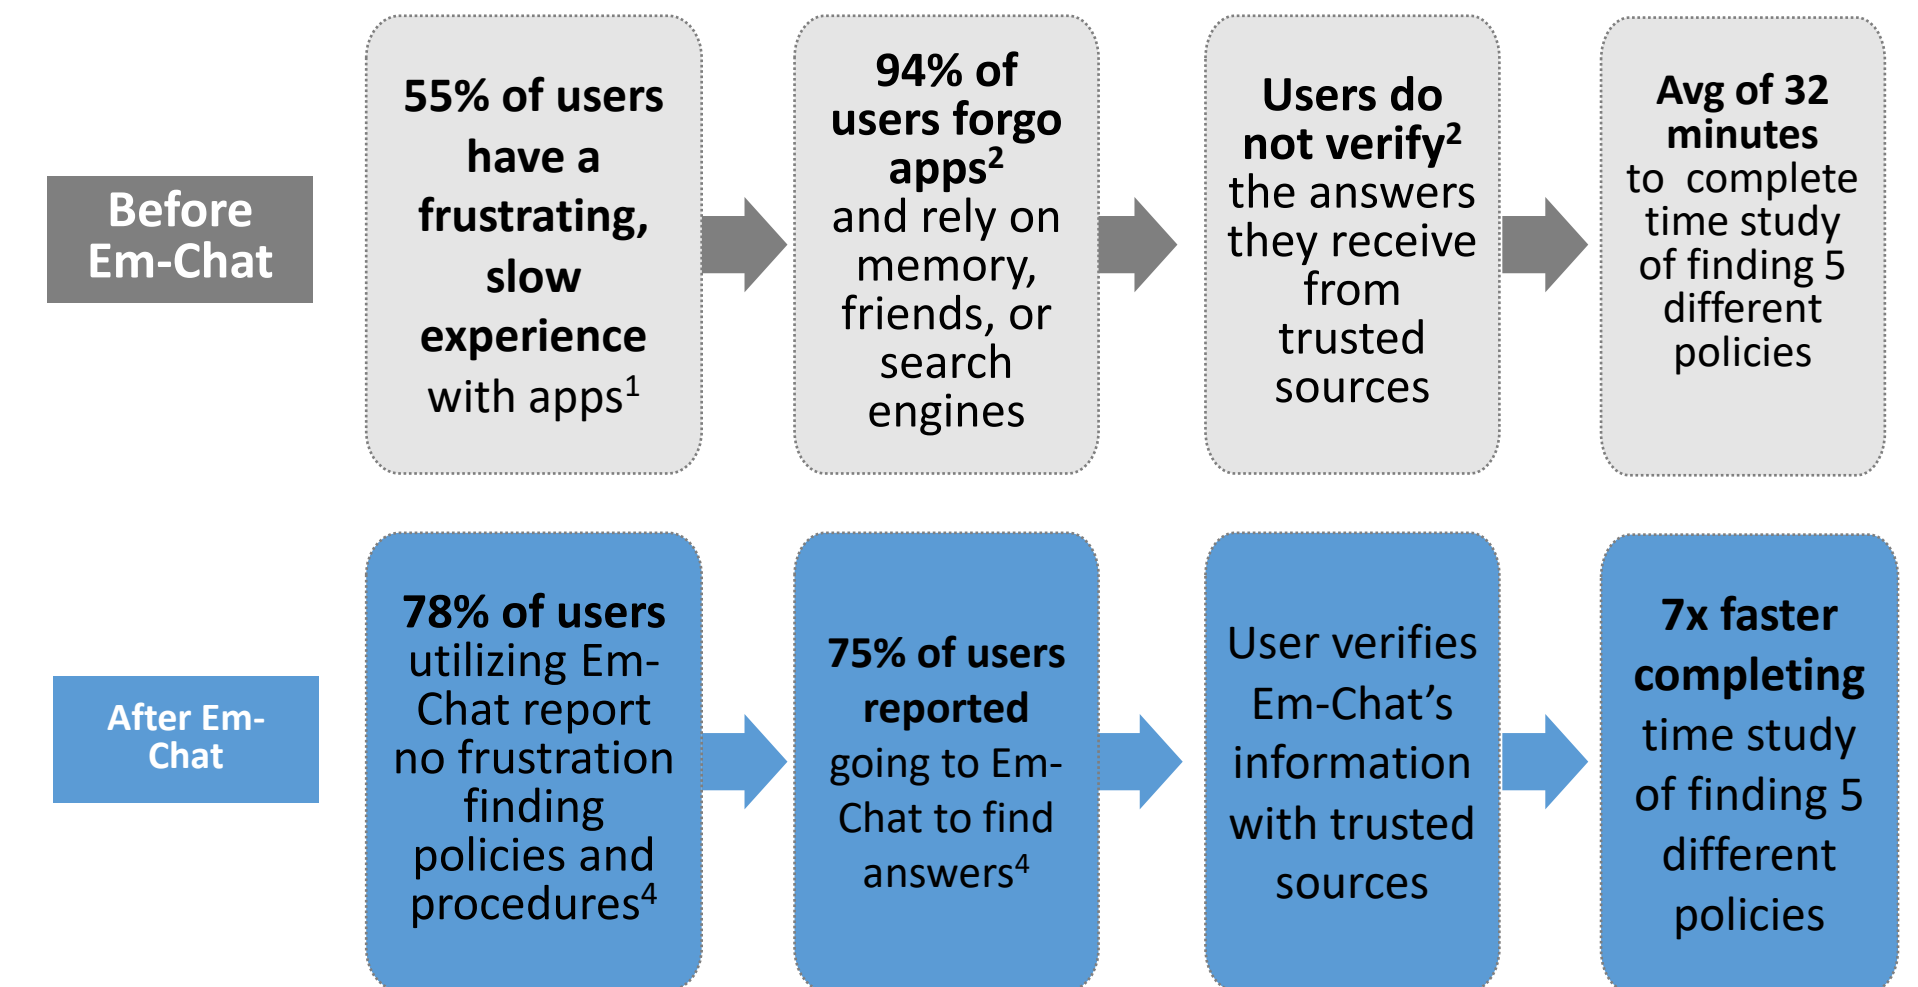 Before
Em-Chat
55% of users
have a
frustrating,
slow
experience
with apps¹
94% of
users forgo
apps²
and rely on
memory,
friends, or
search
engines
Users do
not verify²
the answers
they receive
from
trusted
sources
Avg of 32
minutes
to complete
time study
of finding 5
different
policies
After Em-
Chat
78% of users
utilizing Em-
Chat report
no frustration
finding
policies and
procedures⁴
75% of users
reported
going to Em-
Chat to find
answers⁴
User verifies
Em-Chat’s
information
with trusted
sources
7x faster
completing
time study
of finding 5
different
policies